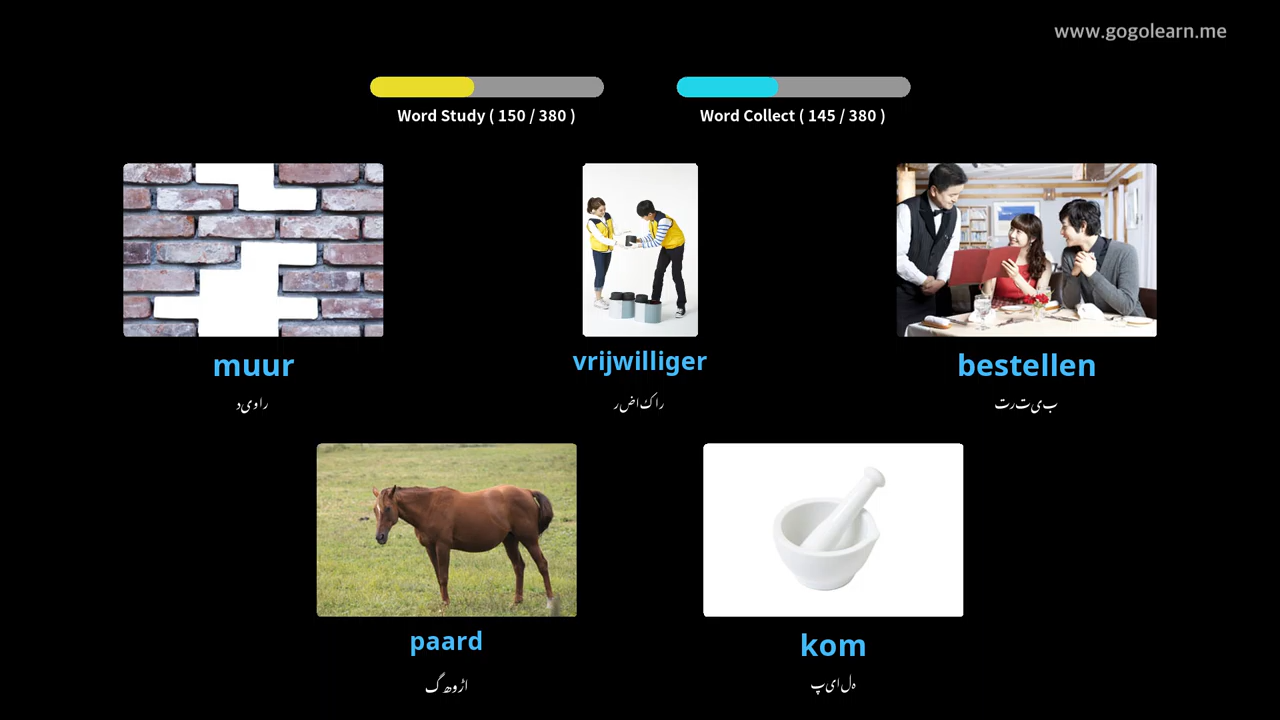 www.gogolearn.me
Word Study ( 150 / 380 )
Word Collect ( 145 / 380 )
muur
vrijwilliger
bestellen
راوید
راکاضر
بیترت
paard
kom
اڑوھگ
ہلایپ